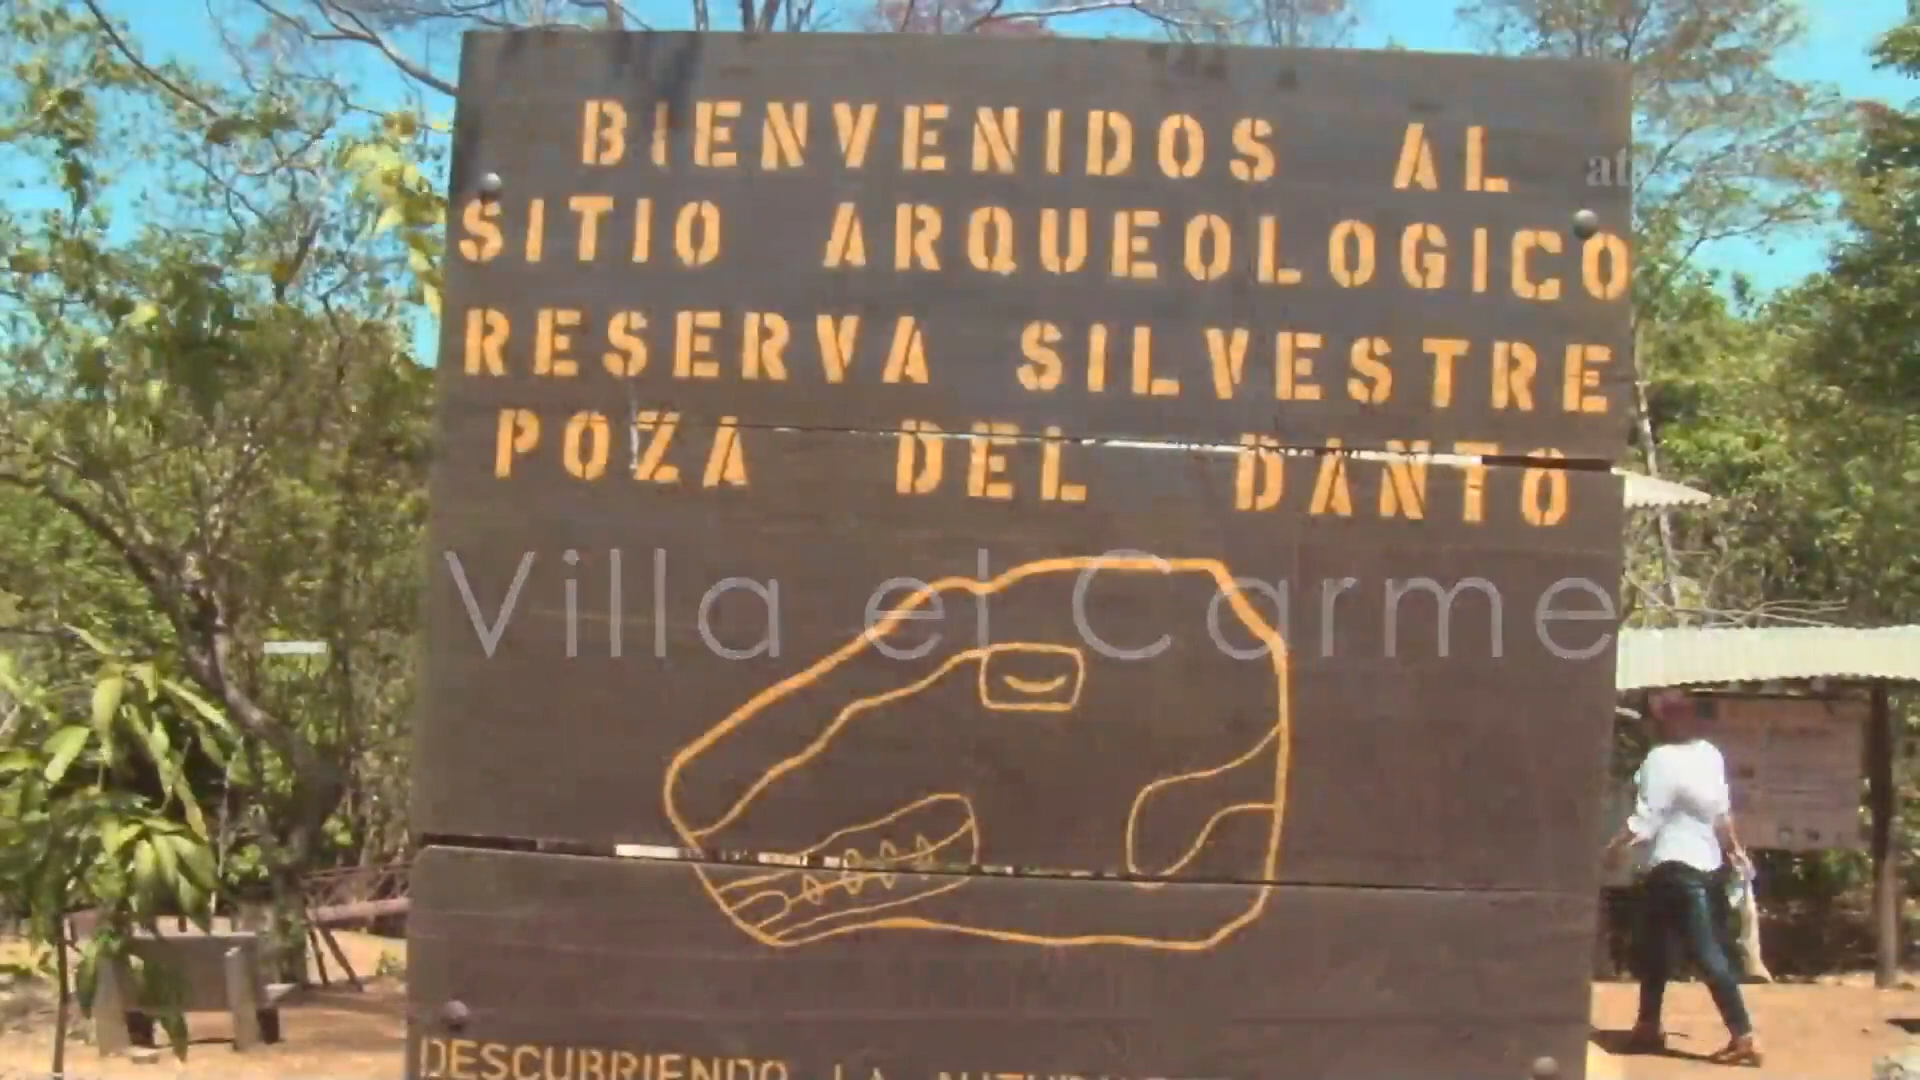 BIENVENIDOS AL
SITIO ARQUEOLOGICO
RESERVA SILVESTRE
POZA DEL DANTO
Villa el Carme
DESCUBRIENDO LA